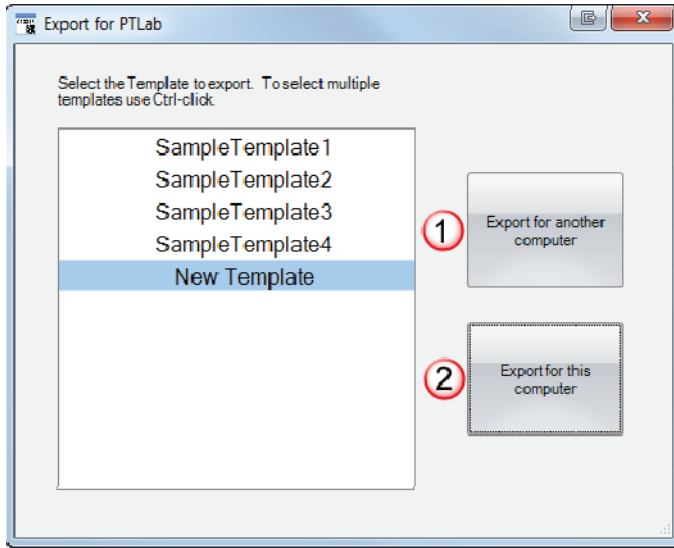 Export for PTLab
Select the Template to export. To select multiple
templates use Ctrl-click.
SampleTemplate1
SampleTemplate2
SampleTemplate3
SampleTemplate4
New Template
1
Export for another
computer
2
Export for this
computer